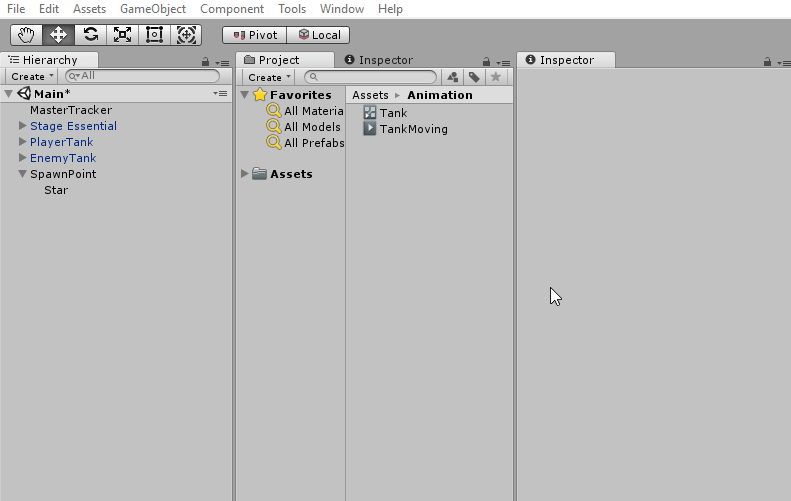 File Edit Assets GameObject Component Tools Window Help
Pivot Local
Hierarchy
Create All
Main*
MasterTracker
Stage Essential
PlayerTank
EnemyTank
SpawnPoint
Star
Project Inspector
Create
Favorites
All Materia
All Models
All Prefabs
Assets
Assets ▸ Animation
Tank
TankMoving
Inspector